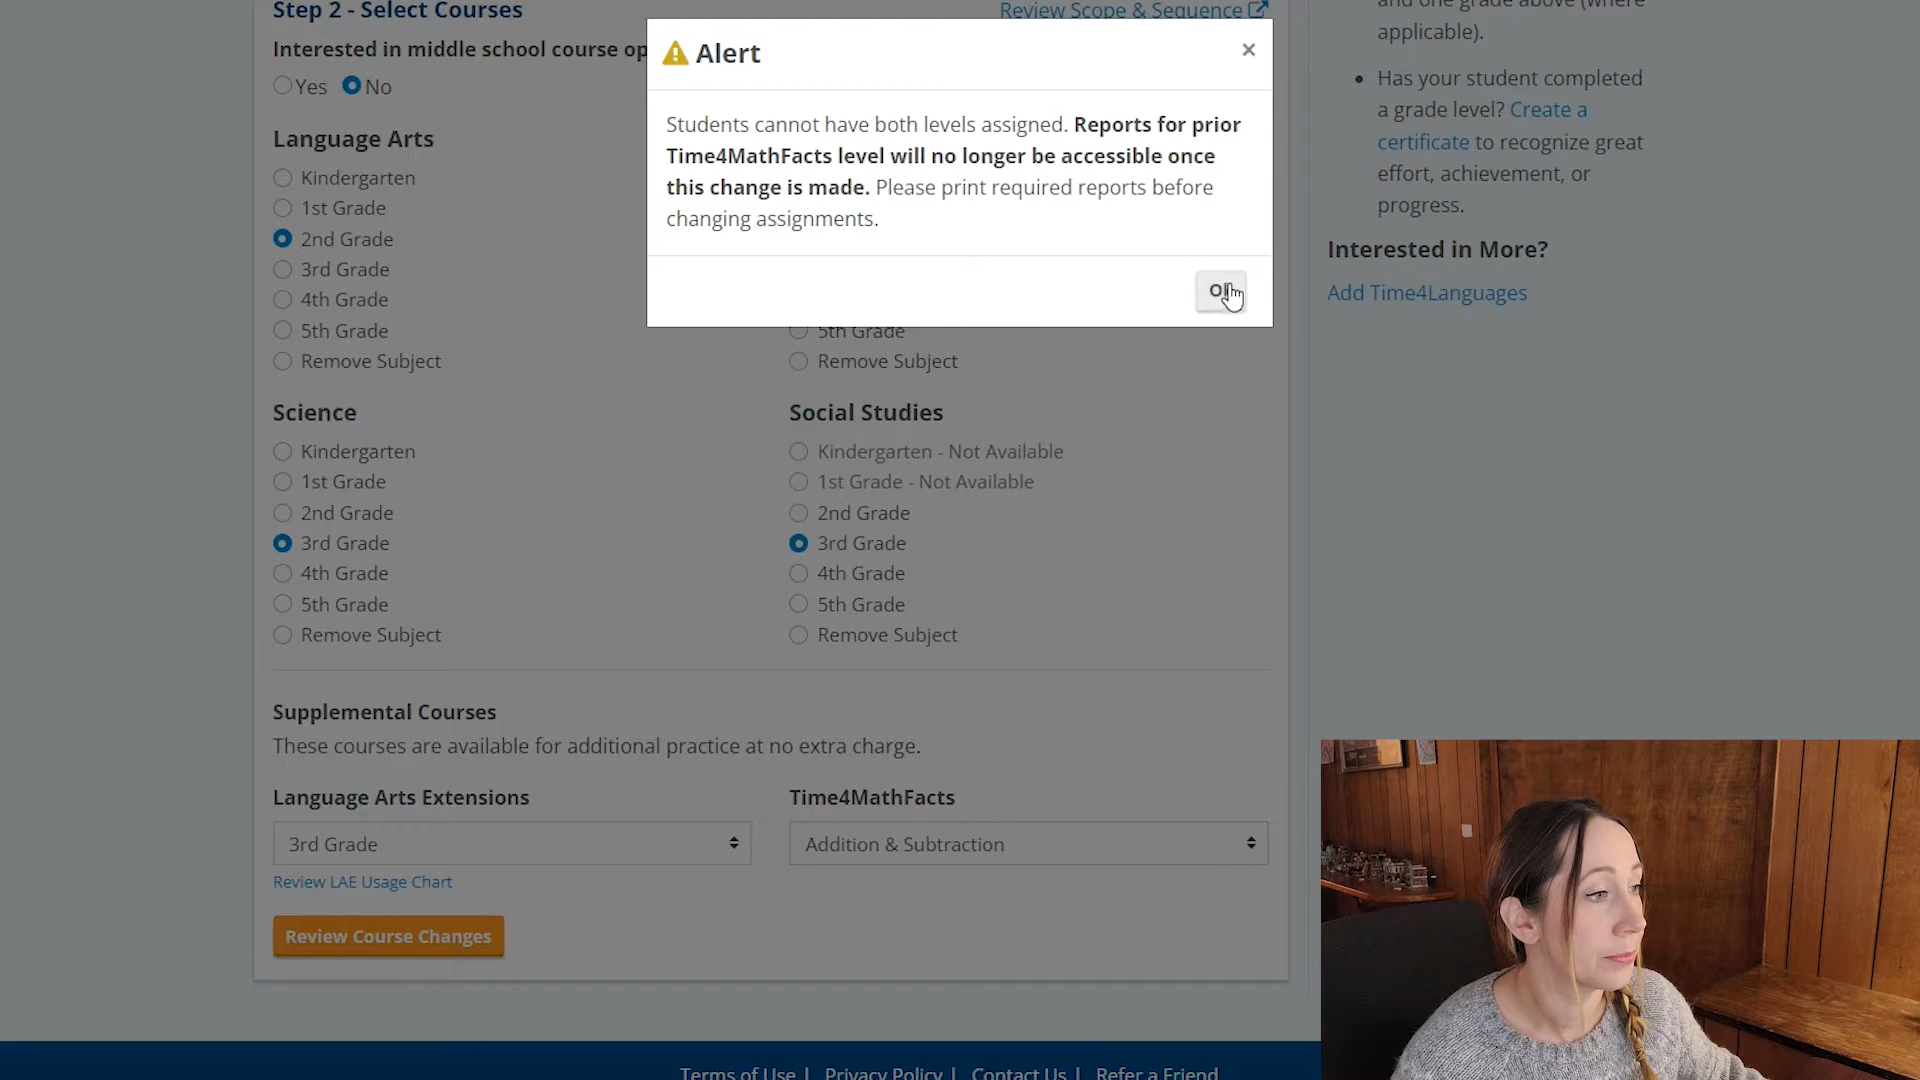 Step 2 - Select Courses
Review Scope & Sequence
Interested in middle school course op
Yes
No
Alert
×
Students cannot have both levels assigned. Reports for prior
Time4MathFacts level will no longer be accessible once
this change is made. Please print required reports before
changing assignments.
Language Arts
Kindergarten
1st Grade
2nd Grade
3rd Grade
4th Grade
5th Grade
Remove Subject
5th Grade
Remove Subject
Science
Kindergarten
1st Grade
2nd Grade
3rd Grade
4th Grade
5th Grade
Remove Subject
Social Studies
Kindergarten - Not Available
1st Grade - Not Available
2nd Grade
3rd Grade
4th Grade
5th Grade
Remove Subject
Supplemental Courses
These courses are available for additional practice at no extra charge.
Language Arts Extensions
3rd Grade
Review LAE Usage Chart
Time4MathFacts
Addition & Subtraction
Review Course Changes
and one grade above (where
applicable).
Has your student completed
a grade level? Create a
certificate to recognize great
effort, achievement, or
progress.
Interested in More?
Add Time4Languages
Terms of Use | Privacy Policy | Contact Us | Refer a Friend